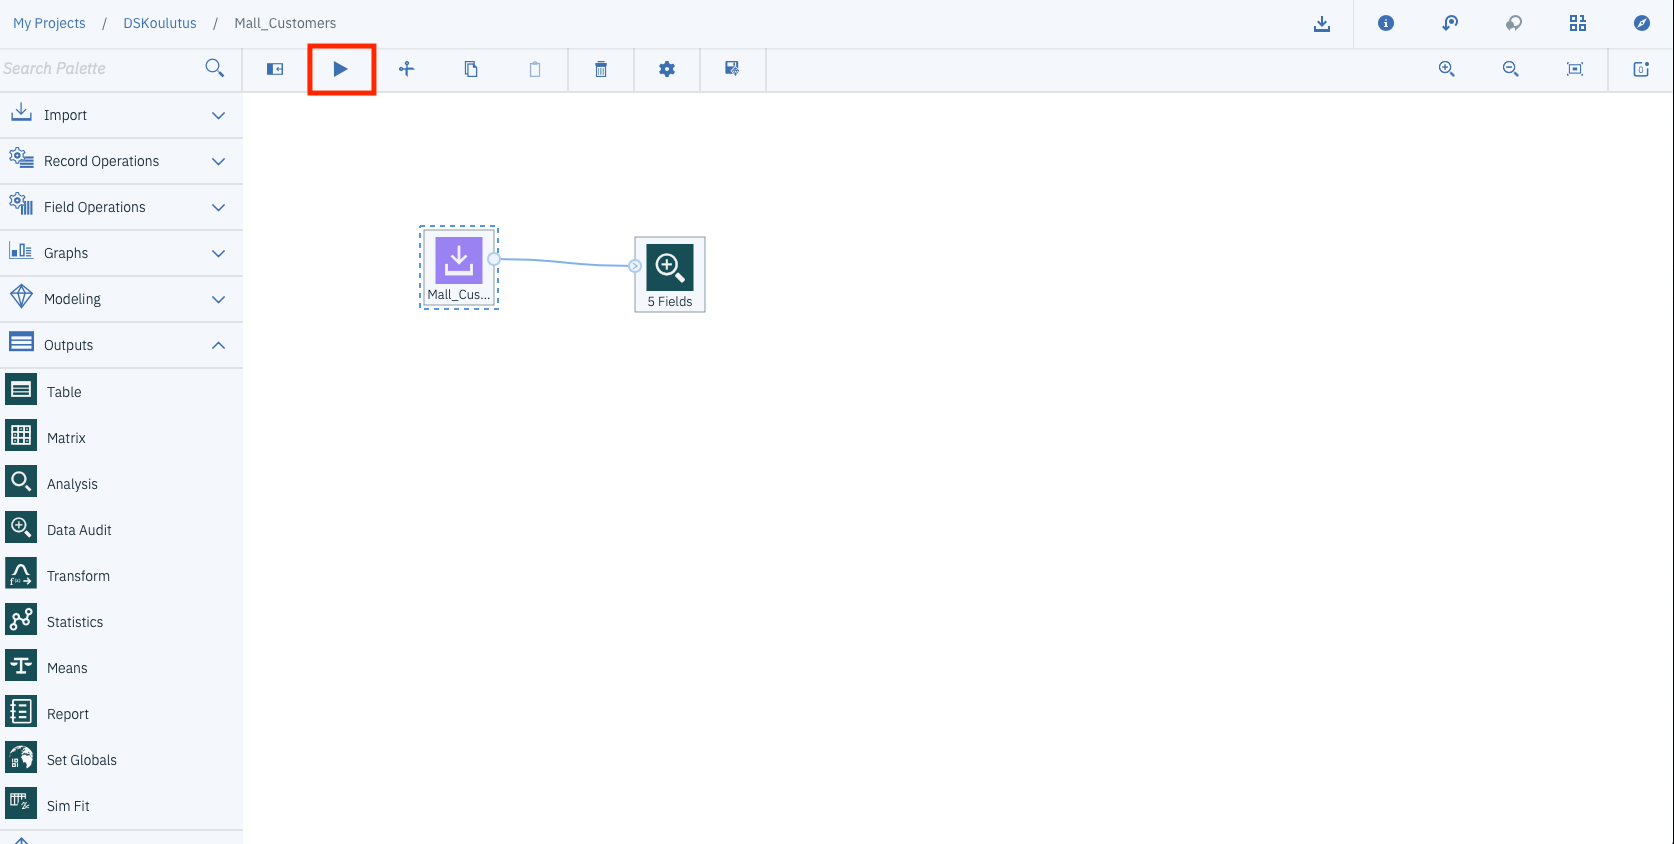 My Projects / DSKoulutus / Mall_Customers
Search Palette
Import
Record Operations
Field Operations
Graphs
Modeling
Outputs
Table
Matrix
Analysis
Data Audit
Transform
Statistics
Means
Report
Set Globals
Sim Fit
Mall_Cus...
5 Fields